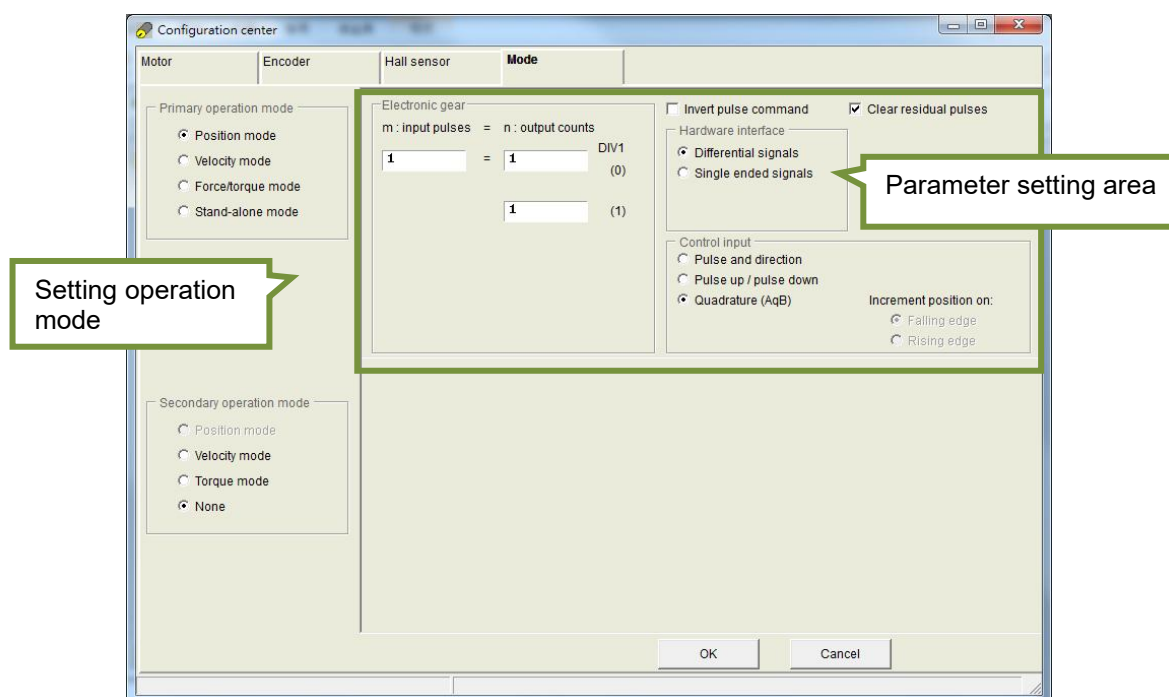 Configuration center
Motor
Encoder
Hall sensor
Mode
Primary operation mode
Position mode
Velocity mode
Force/torque mode
Stand-alone mode
Setting operation
mode
Secondary operation mode
Position mode
Velocity mode
Torque mode
None
Electronic gear
m : input pulses = n : output counts
DIV1
1 = 1 (0)
1 (1)
Invert pulse command
Clear residual pulses
Hardware interface
Differential signals
Single ended signals
Parameter setting area
Control input
Pulse and direction
Pulse up / pulse down
Quadrature (AqB)
Increment position on:
Falling edge
Rising edge
OK
Cancel